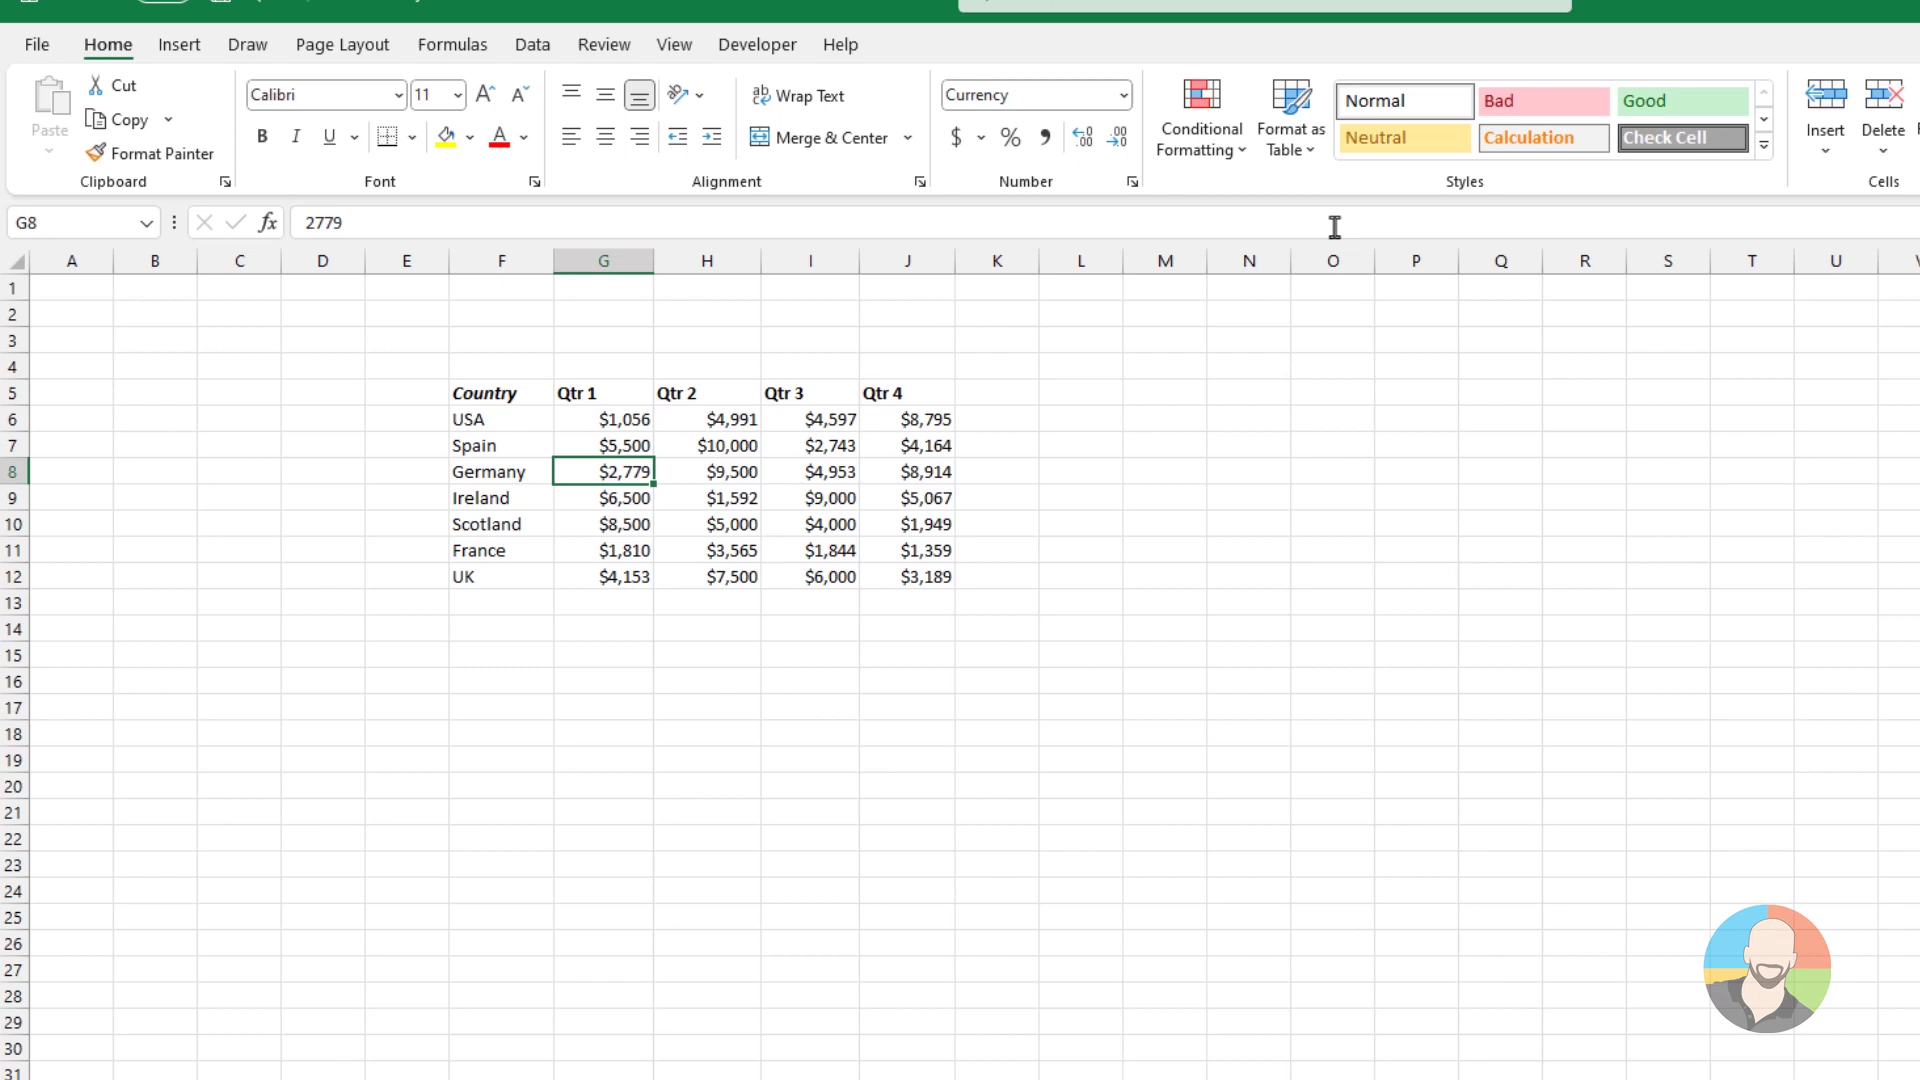 File Home Insert Draw Page Layout Formulas Data Review View Developer Help
Paste Cut Copy Format Painter Clipboard
Calibri 11 B I U A Font
ab Wrap Text Merge & Center Alignment
Currency $ % Number
Conditional Formatting Format as Table
Normal Bad Good
Neutral Calculation Check Cell
Styles
Insert Delete Cells
G8 fx 2779
A B C D E F G H I J K L M N O P Q R S T U
1
2
3
4
5 Country Qtr 1 Qtr 2 Qtr 3 Qtr 4
6 USA $1,056 $4,991 $4,597 $8,795
7 Spain $5,500 $10,000 $2,743 $4,164
8 Germany $2,779 $9,500 $4,953 $8,914
9 Ireland $6,500 $1,592 $9,000 $5,067
10 Scotland $8,500 $5,000 $4,000 $1,949
11 France $1,810 $3,565 $1,844 $1,359
12 UK $4,153 $7,500 $6,000 $3,189
13
14
15
16
17
18
19
20
21
22
23
24
25
26
27
28
29
30
31